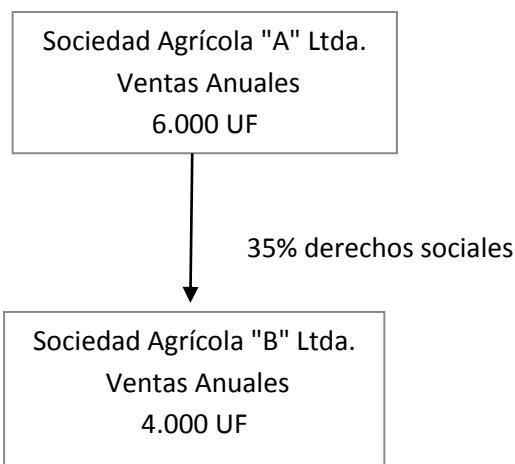 Sociedad Agrícola "A" Ltda.
Ventas Anuales
6.000 UF
35% derechos sociales
Sociedad Agrícola "B" Ltda.
Ventas Anuales
4.000 UF